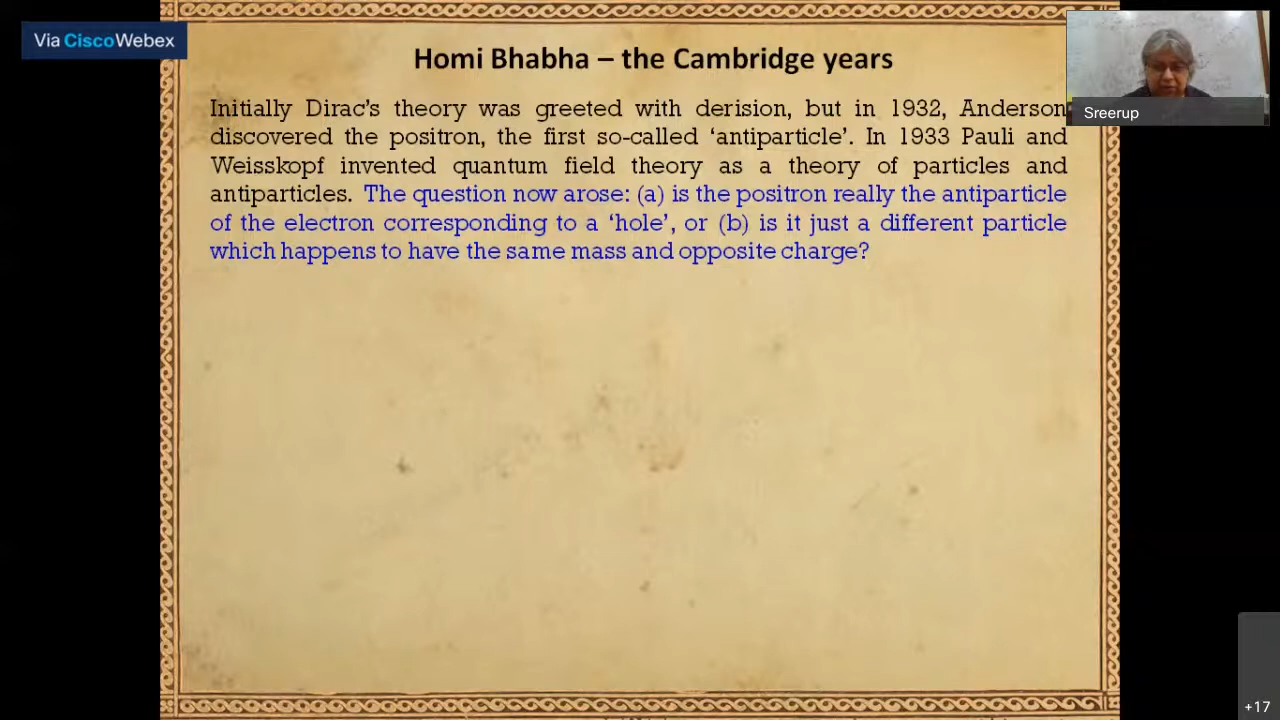 Via Cisco Webex
Homi Bhabha – the Cambridge years
Initially Dirac’s theory was greeted with derision, but in 1932, Anderson
discovered the positron, the first so-called ‘antiparticle’. In 1933 Pauli and
Weisskopf invented quantum field theory as a theory of particles and
antiparticles. The question now arose: (a) is the positron really the antiparticle
of the electron corresponding to a ‘hole’, or (b) is it just a different particle
which happens to have the same mass and opposite charge?
Sreerup
+17